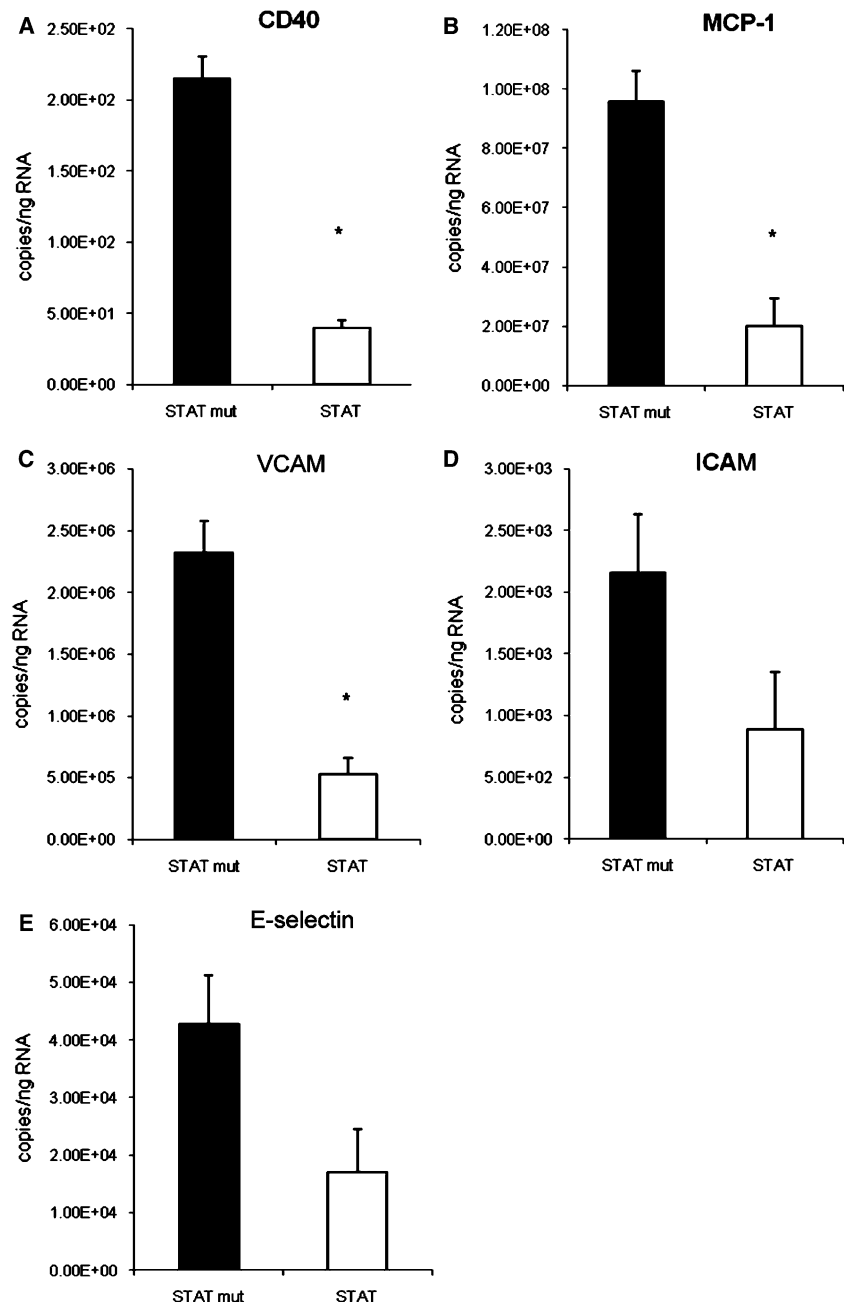 A
CD40
2.50E+02
2.00E+02
1.50E+02
1.00E+02
5.00E+01
0.00E+00
copies/ng RNA
*
STAT mut
STAT
B
MCP-1
1.20E+08
1.00E+08
8.00E+07
6.00E+07
4.00E+07
2.00E+07
0.00E+00
copies/ng RNA
*
STAT mut
STAT
C
VCAM
3.00E+06
2.50E+06
2.00E+06
1.50E+06
1.00E+06
5.00E+05
0.00E+00
copies/ng RNA
*
STAT mut
STAT
D
ICAM
3.00E+03
2.50E+03
2.00E+03
1.50E+03
1.00E+03
5.00E+02
0.00E+00
copies/ng RNA
STAT mut
STAT
E
E-selectin
6.00E+04
5.00E+04
4.00E+04
3.00E+04
2.00E+04
1.00E+04
0.00E+00
copies/ng RNA
STAT mut
STAT